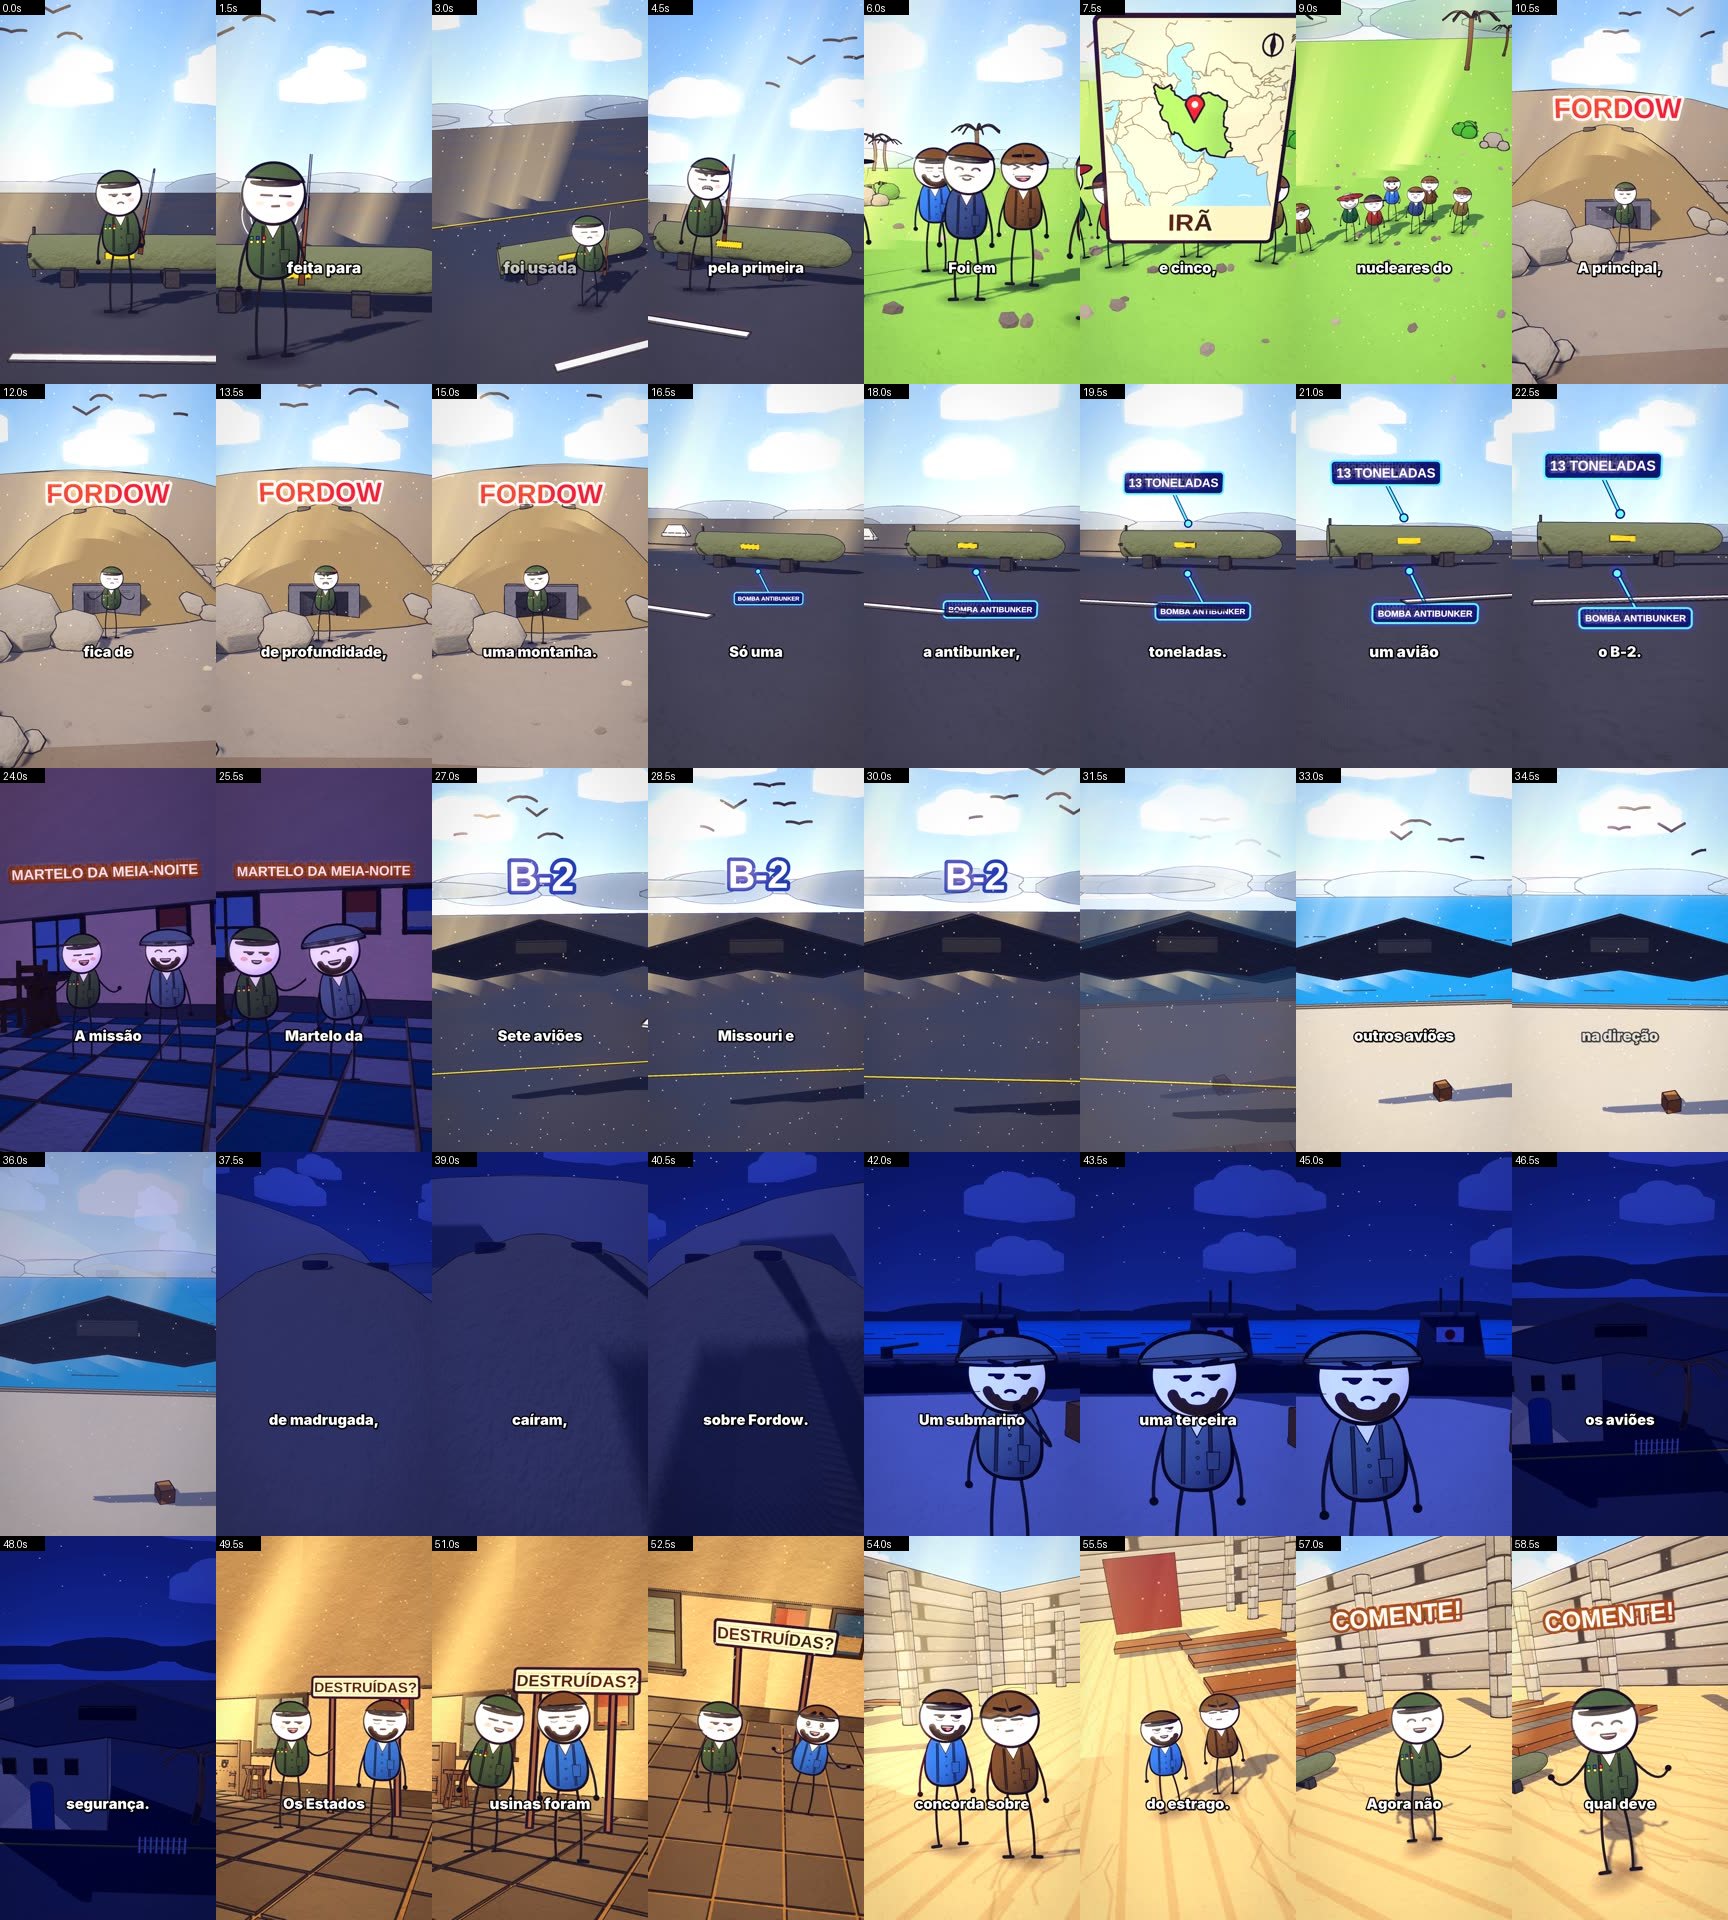 0.0s
1.5s
feita para
3.0s
foi usada
4.5s
pela primeira
6.0s
Foi em
7.5s
IRÃ
e cinco,
9.0s
nucleares do
10.5s
FORDOW
A principal,
12.0s
FORDOW
fica de
13.5s
FORDOW
de profundidade,
15.0s
FORDOW
uma montanha.
16.5s
BOMBA ANTIBUNKER
Só uma
18.0s
BOMBA ANTIBUNKER
a antibunker,
19.5s
13 TONELADAS
BOMBA ANTIBUNKER
toneladas.
21.0s
13 TONELADAS
BOMBA ANTIBUNKER
um avião
22.5s
13 TONELADAS
BOMBA ANTIBUNKER
o B-2.
24.0s
MARTELO DA MEIA-NOITE
A missão
25.5s
MARTELO DA MEIA-NOITE
Martelo da
27.0s
B-2
Sete aviões
28.5s
B-2
Missouri e
30.0s
B-2
31.5s
33.0s
outros aviões
34.5s
na direção
36.0s
37.5s
de madrugada,
39.0s
caíram,
40.5s
sobre Fordow.
42.0s
Um submarino
43.5s
uma terceira
45.0s
46.5s
os aviões
48.0s
segurança.
49.5s
DESTRUÍDAS?
Os Estados
51.0s
DESTRUÍDAS?
usinas foram
52.5s
DESTRUÍDAS?
54.0s
concorda sobre
55.5s
do estrago.
57.0s
COMENTE!
Agora não
58.5s
COMENTE!
qual deve